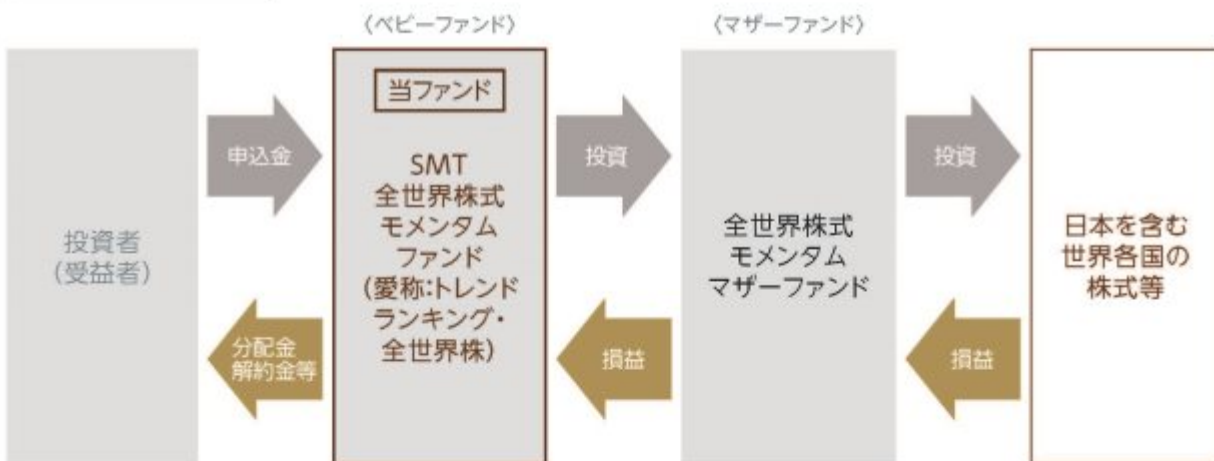 〈ベビーファンド〉
〈マザーファンド〉
投資者
(受益者)
申込金
分配金
解約金等
当ファンド
SMT
全世界株式
モメンタム
ファンド
(愛称:トレンド
ランキング・
全世界株)
投資
損益
全世界株式
モメンタム
マザーファンド
投資
損益
日本を含む
世界各国の
株式等